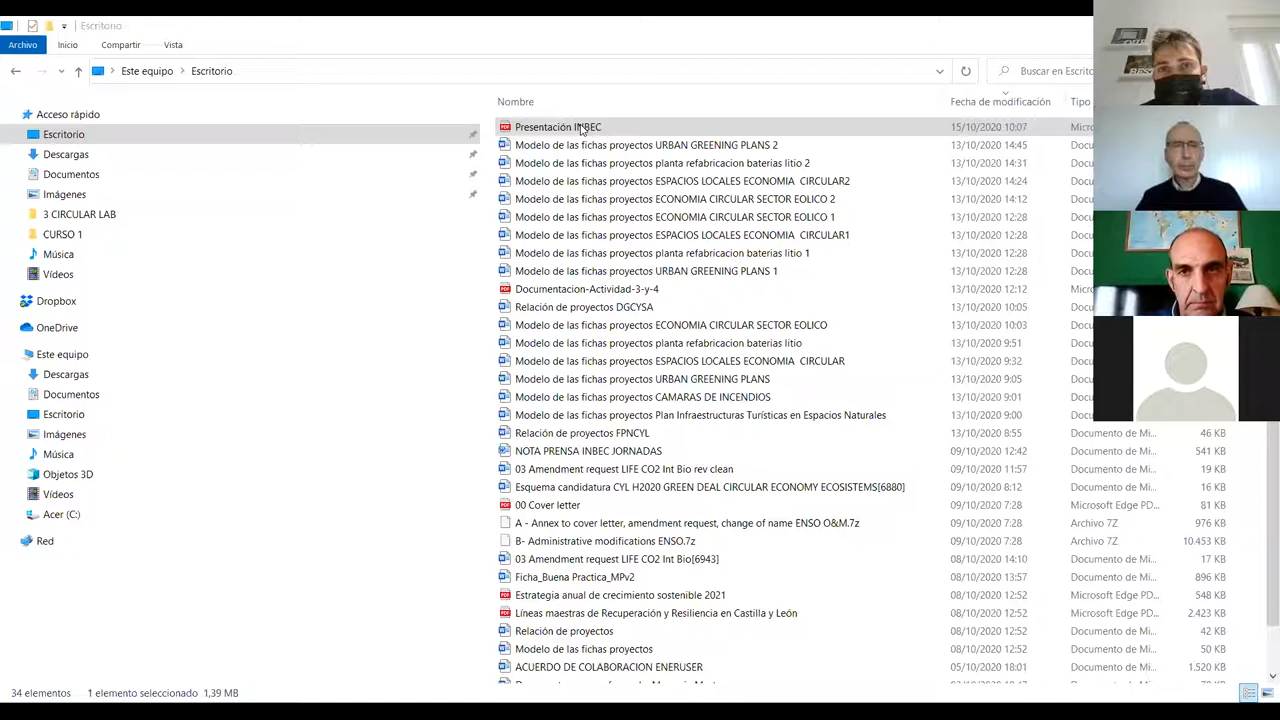 Escritorio
Archivo Inicio Compartir Vista
Este equipo Escritorio Buscar en Escrito
Nombre Fecha de modificación Tipo
Acceso rápido
Escritorio
Descargas
Documentos
Imágenes
3 CIRCULAR LAB
CURSO 1
Música
Vídeos
Dropbox
OneDrive
Este equipo
Descargas
Documentos
Escritorio
Imágenes
Música
Objetos 3D
Vídeos
Acer (C:)
Red
Presentación INBEC 15/10/2020 10:07 Micro
Modelo de las fichas proyectos URBAN GREENING PLANS 2 13/10/2020 14:45 Docu
Modelo de las fichas proyectos planta refabricacion baterias litio 2 13/10/2020 14:31 Docu
Modelo de las fichas proyectos ESPACIOS LOCALES ECONOMIA CIRCULAR2 13/10/2020 14:24 Docu
Modelo de las fichas proyectos ECONOMIA CIRCULAR SECTOR EOLICO 2 13/10/2020 14:12 Docu
Modelo de las fichas proyectos ECONOMIA CIRCULAR SECTOR EOLICO 1 13/10/2020 12:28 Docu
Modelo de las fichas proyectos ESPACIOS LOCALES ECONOMIA CIRCULAR1 13/10/2020 12:28 Docu
Modelo de las fichas proyectos planta refabricacion baterias litio 1 13/10/2020 12:28 Docu
Modelo de las fichas proyectos URBAN GREENING PLANS 1 13/10/2020 12:28 Docu
Documentacion-Actividad-3-y-4 13/10/2020 12:12 Micro
Relación de proyectos DGCYSA 13/10/2020 10:05 Docu
Modelo de las fichas proyectos ECONOMIA CIRCULAR SECTOR EOLICO 13/10/2020 10:03 Docu
Modelo de las fichas proyectos planta refabricacion baterias litio 13/10/2020 9:51 Docu
Modelo de las fichas proyectos ESPACIOS LOCALES ECONOMIA CIRCULAR 13/10/2020 9:32 Docu
Modelo de las fichas proyectos URBAN GREENING PLANS 13/10/2020 9:05 Docu
Modelo de las fichas proyectos CAMARAS DE INCENDIOS 13/10/2020 9:01 Docu
Modelo de las fichas proyectos Plan Infraestructuras Turísticas en Espacios Naturales 13/10/2020 9:00 Docu
Relación de proyectos FPNCYL 13/10/2020 8:55 Documento de Mi... 46 KB
NOTA PRENSA INBEC JORNADAS 09/10/2020 12:42 Documento de Mi... 541 KB
03 Amendment request LIFE CO2 Int Bio rev clean 09/10/2020 11:57 Documento de Mi... 19 KB
Esquema candidatura CYL H2020 GREEN DEAL CIRCULAR ECONOMY ECOSISTEMS[6880] 09/10/2020 8:12 Documento de Mi... 16 KB
00 Cover letter 09/10/2020 7:28 Microsoft Edge PD... 81 KB
A - Annex to cover letter, amendment request, change of name ENSO O&M.7z 09/10/2020 7:28 Archivo 7Z 976 KB
B- Administrative modifications ENSO.7z 09/10/2020 7:28 Archivo 7Z 10.453 KB
03 Amendment request LIFE CO2 Int Bio[6943] 08/10/2020 14:10 Documento de Mi... 17 KB
Ficha_Buena Practica_MPv2 08/10/2020 13:57 Documento de Mi... 896 KB
Estrategia anual de crecimiento sostenible 2021 08/10/2020 12:52 Microsoft Edge PD... 548 KB
Líneas maestras de Recuperación y Resiliencia en Castilla y León 08/10/2020 12:52 Microsoft Edge PD... 2.423 KB
Relación de proyectos 08/10/2020 12:52 Documento de Mi... 42 KB
Modelo de las fichas proyectos 08/10/2020 12:52 Documento de Mi... 50 KB
ACUERDO DE COLABORACION ENERUSER 05/10/2020 18:01 Documento de Mi... 1.520 KB
34 elementos 1 elemento seleccionado 1,39 MB